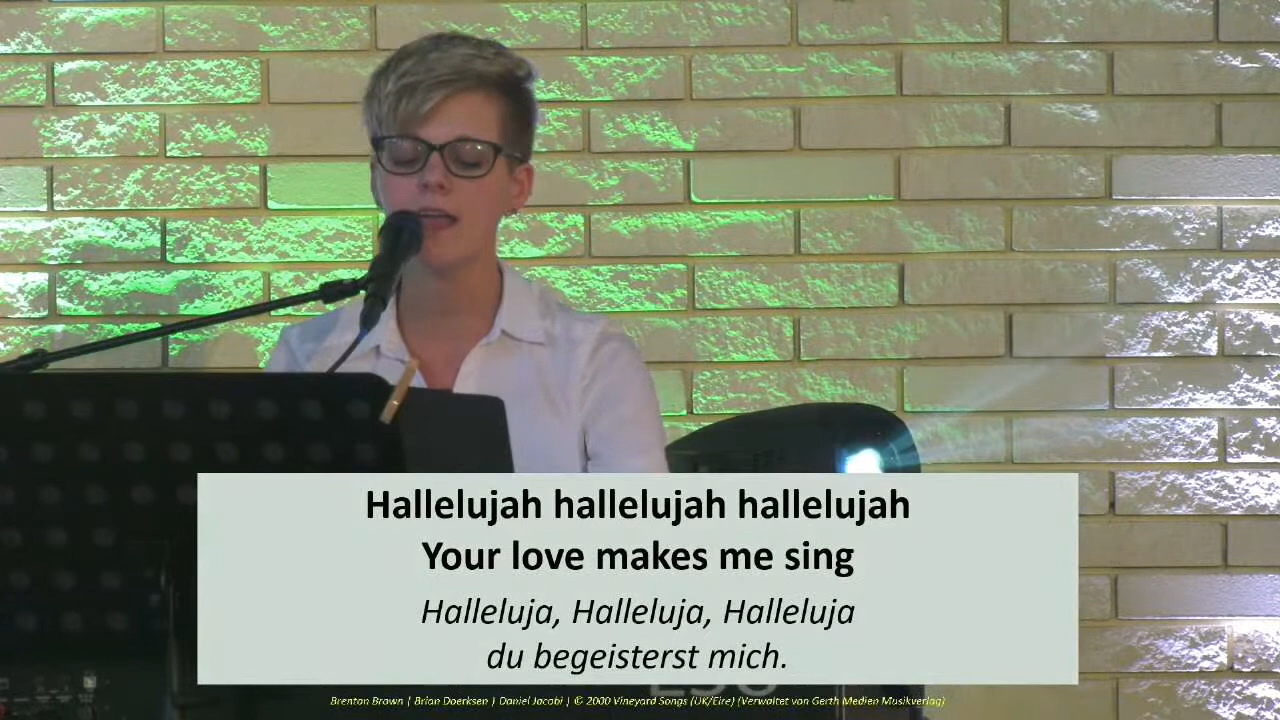 Hallelujah hallelujah hallelujah
Your love makes me sing
Halleluja, Halleluja, Halleluja
du begeisterst mich.
Brenton Brown | Brian Doerksen | Daniel Jacobi | © 2000 Vineyard Songs (UK/Eire) (Verwaltet von Gerth Medien Musikverlag)